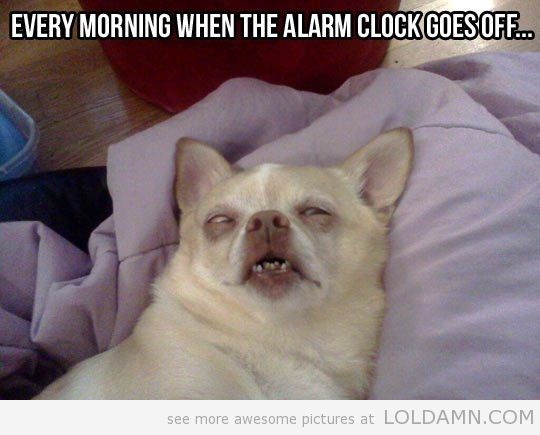 EVERY MORNING WHEN THE ALARM CLOCK GOES OFF...
see more awesome pictures at LOLDAMN.COM